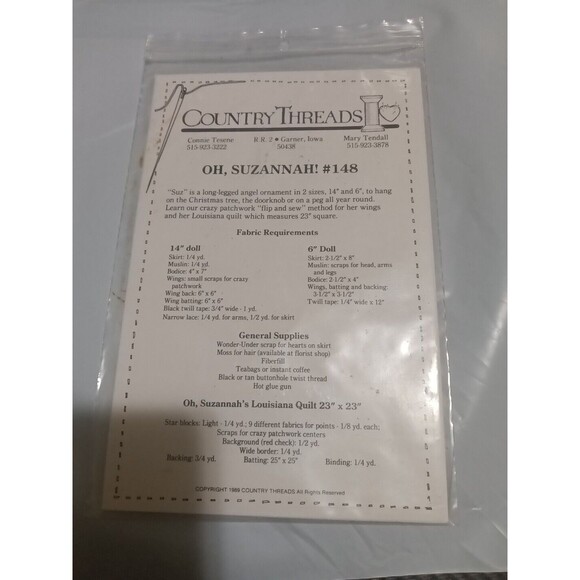 COUNTRY THREADS
Connie Tesene R.R. 2 • Garner, Iowa Mary Tendall
515-923-3222 50438 515-923-3878
OH, SUZANNAH! #148
"Suz" is a long-legged angel ornament in 2 sizes, 14" and 6", to hang
on the Christmas tree, the doorknob or on a peg all year round.
Learn our crazy patchwork "flip and sew" method for her wings
and her Louisiana quilt which measures 23" square.
Fabric Requirements
14" doll
Skirt: 1/4 yd.
Muslin: 1/4 yd.
Bodice: 4" x 7"
Wings: small scraps for crazy
patchwork
Wing back: 6" x 6"
Wing batting: 6" x 6"
Black twill tape: 3/4" wide - 1 yd.
Narrow lace: 1/4 yd. for arms, 1/2 yd. for skirt
6" Doll
Skirt: 2-1/2" x 8"
Muslin: scraps for head, arms
and legs
Bodice: 2-1/2" x 4"
Wings, batting and backing:
3-1/2" x 3-1/2"
Twill tape: 1/4" wide x 12"
General Supplies
Wonder-Under scrap for hearts on skirt
Moss for hair (available at florist shop)
Fiberfill
Teabags or instant coffee
Black or tan buttonhole twist thread
Hot glue gun
Oh, Suzannah's Louisiana Quilt 23" x 23"
Star blocks: Light - 1/4 yd.; 9 different fabrics for points - 1/8 yd. each;
Scraps for crazy patchwork centers
Background (red check): 1/2 yd.
Wide border: 1/4 yd.
Backing: 3/4 yd. Batting: 25" x 25" Binding: 1/4 yd.
COPYRIGHT 1988 COUNTRY THREADS All Rights Reserved